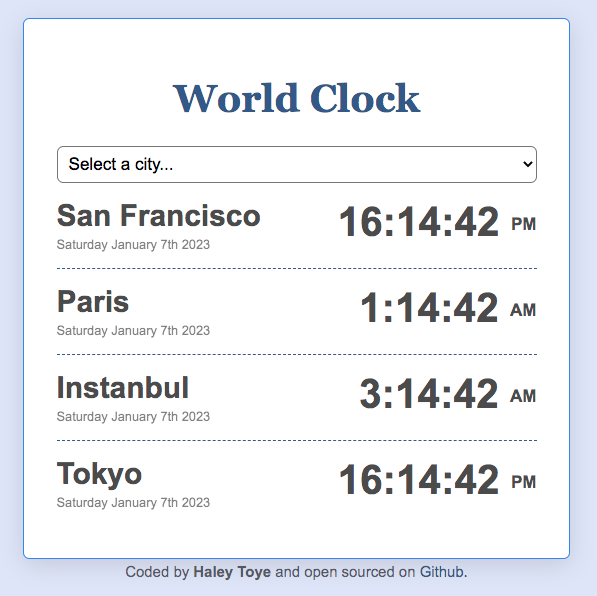 World Clock
Select a city...
San Francisco 16:14:42 PM
Saturday January 7th 2023
Paris 1:14:42 AM
Saturday January 7th 2023
Instanbul 3:14:42 AM
Saturday January 7th 2023
Tokyo 16:14:42 PM
Saturday January 7th 2023
Coded by Haley Toye and open sourced on Github.